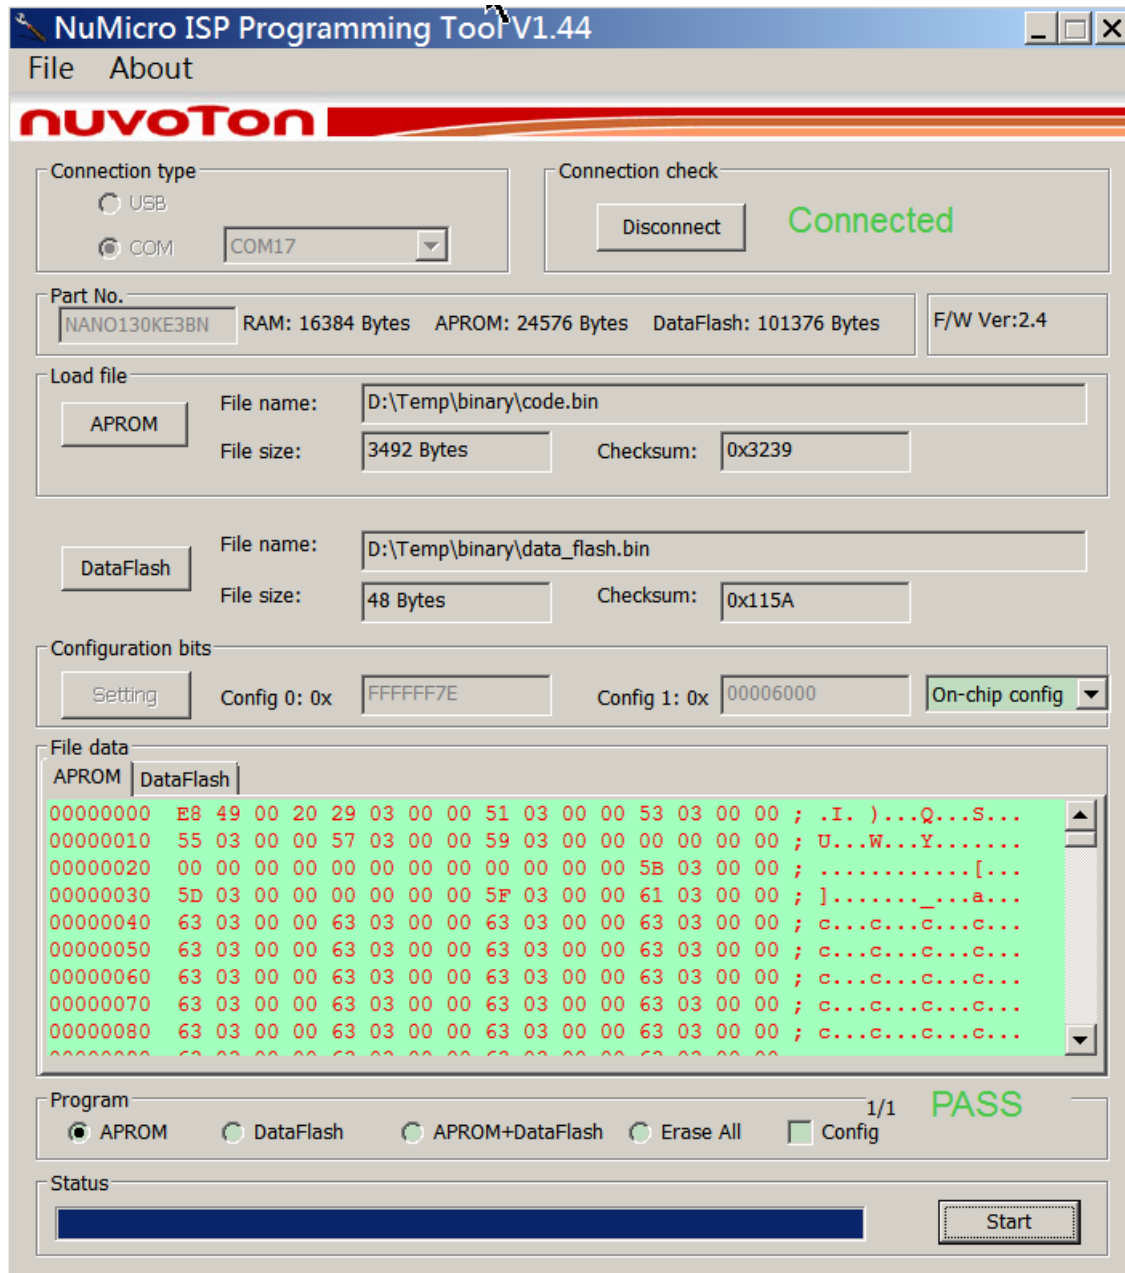 NuMicro ISP Programming Tool V1.44
File About
nuvoTon
Connection type
USB
COM COM17
Connection check
Disconnect Connected
Part No.
NANO130KE3BN RAM: 16384 Bytes APROM: 24576 Bytes DataFlash: 101376 Bytes F/W Ver:2.4
Load file
APROM File name: D:\Temp\binary\code.bin
File size: 3492 Bytes Checksum: 0x3239
DataFlash File name: D:\Temp\binary\data_flash.bin
File size: 48 Bytes Checksum: 0x115A
Configuration bits
Setting Config 0: 0x FFFFFF7E Config 1: 0x 00006000 On-chip config
File data
APROM DataFlash
00000000 E8 49 00 20 29 03 00 00 51 03 00 00 53 03 00 00 ; .I. )...Q...S...
00000010 55 03 00 00 57 03 00 00 59 03 00 00 00 00 00 00 ; U...W...Y.......
00000020 00 00 00 00 00 00 00 00 00 00 00 00 5B 03 00 00 ; ............[...
00000030 5D 03 00 00 00 00 00 00 5F 03 00 00 61 03 00 00 ; ]......._...a...
00000040 63 03 00 00 63 03 00 00 63 03 00 00 63 03 00 00 ; c...c...c...c...
00000050 63 03 00 00 63 03 00 00 63 03 00 00 63 03 00 00 ; c...c...c...c...
00000060 63 03 00 00 63 03 00 00 63 03 00 00 63 03 00 00 ; c...c...c...c...
00000070 63 03 00 00 63 03 00 00 63 03 00 00 63 03 00 00 ; c...c...c...c...
00000080 63 03 00 00 63 03 00 00 63 03 00 00 63 03 00 00 ; c...c...c...c...
Program 1/1 PASS
APROM DataFlash APROM+DataFlash Erase All Config
Status
Start